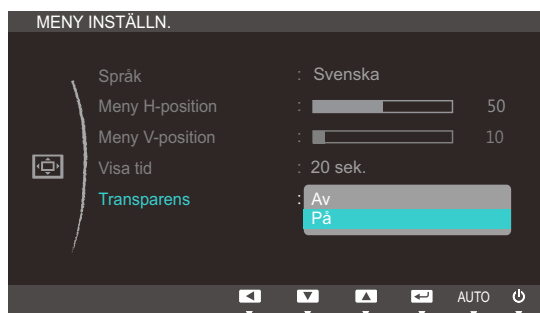 MENY INSTÄLLN.
Språk : Svenska
Meny H-position : 50
Meny V-position : 10
Visa tid : 20 sek.
Transparens : Av
På
AUTO